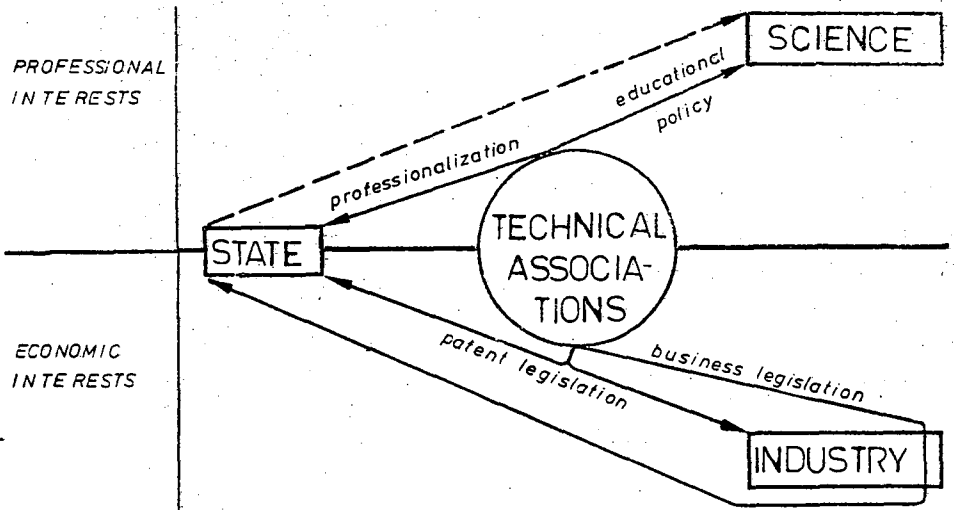 PROFESSIONAL
INTERESTS
SCIENCE
educational
policy
professionalization
STATE
TECHNICAL
ASSOCIA-
TIONS
ECONOMIC
INTERESTS
patent legislation
business legislation
INDUSTRY